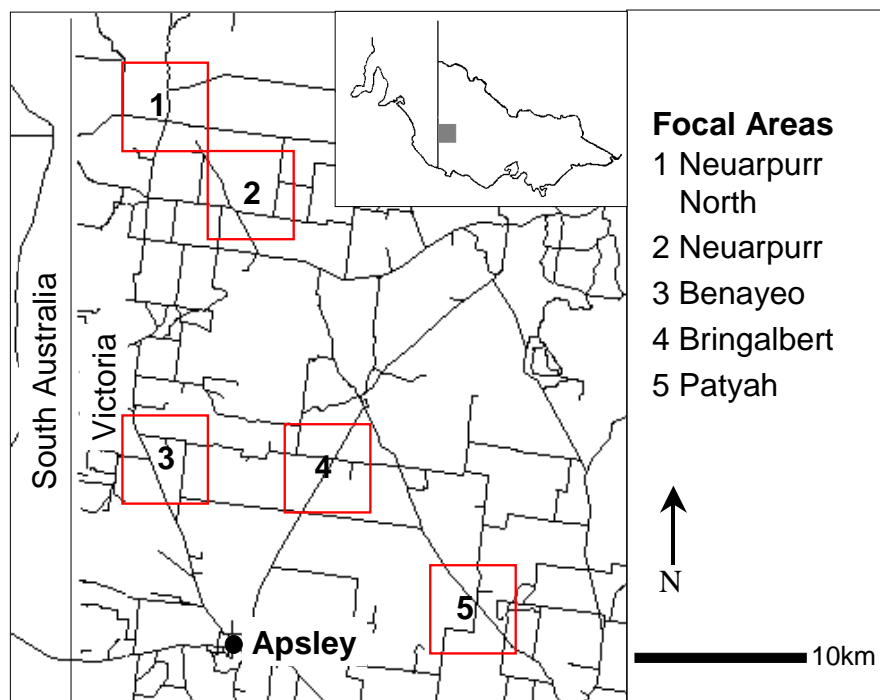 1
2
3
4
5
South Australia
Victoria
Apsley
Focal Areas
1 Neuarpurr
North
2 Neuarpurr
3 Benayeo
4 Bringalbert
5 Patyah
N
10km